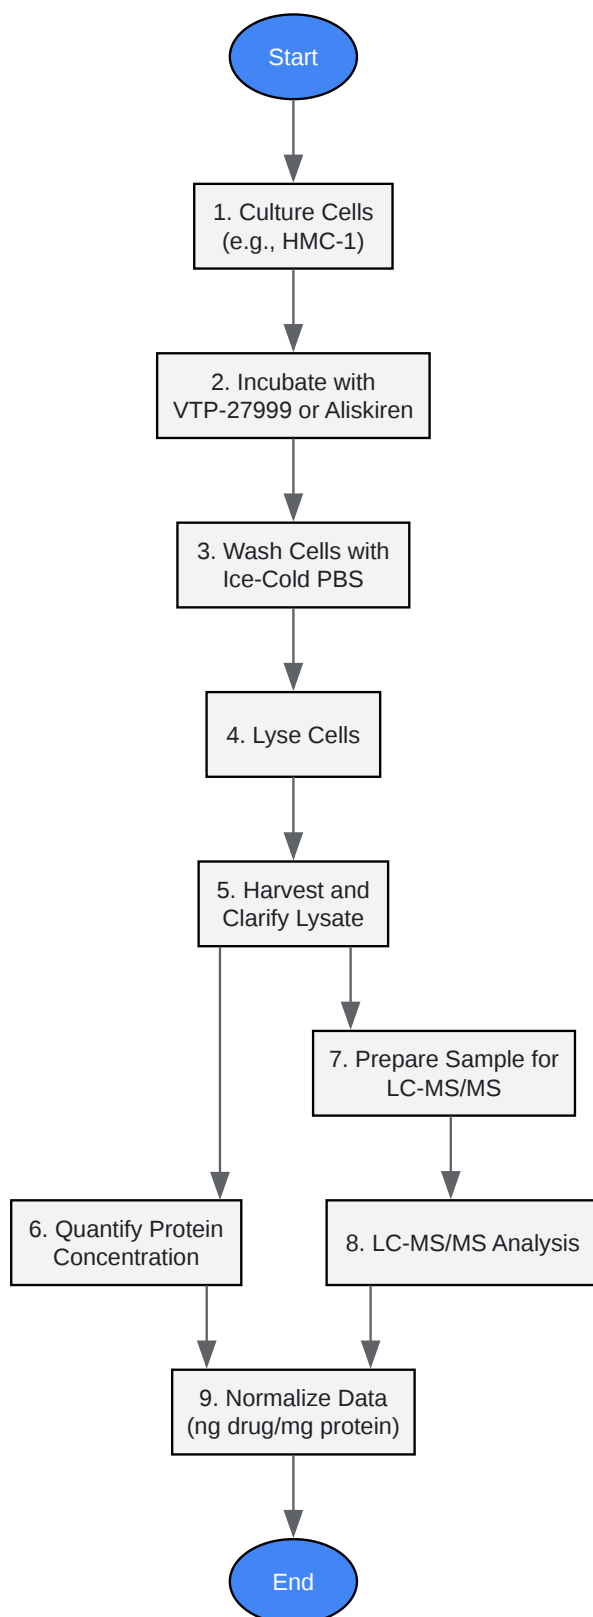 Start
1. Culture Cells
(e.g., HMC-1)
2. Incubate with
VTP-27999 or Aliskiren
3. Wash Cells with
Ice-Cold PBS
4. Lyse Cells
5. Harvest and
Clarify Lysate
7. Prepare Sample for
LC-MS/MS
6. Quantify Protein
Concentration
8. LC-MS/MS Analysis
9. Normalize Data
(ng drug/mg protein)
End